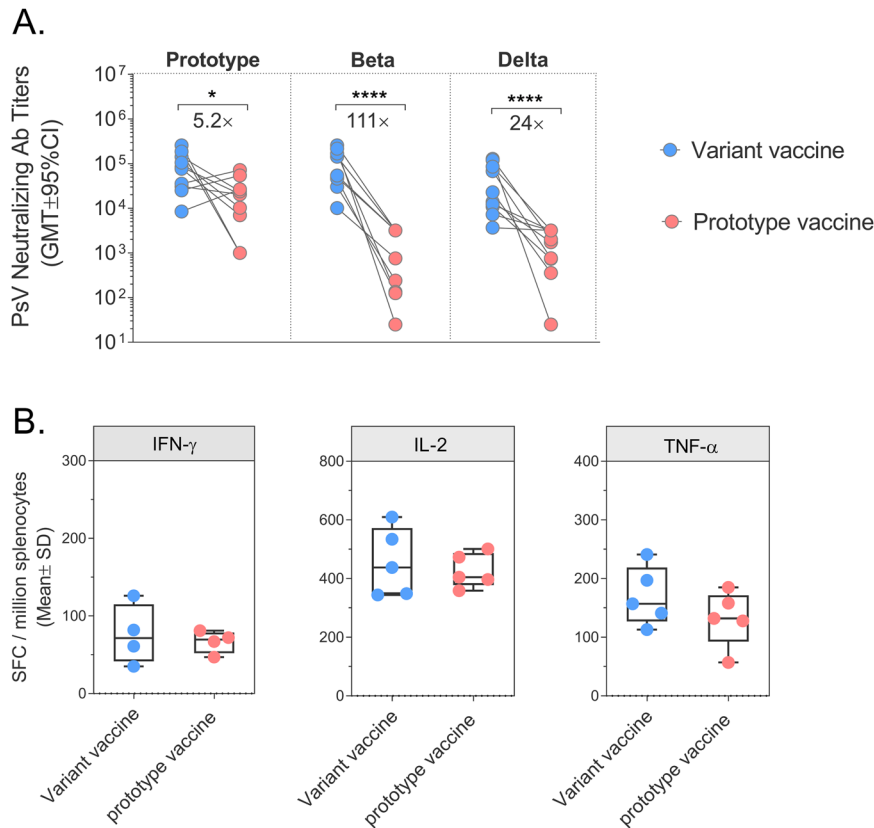 A.
Prototype Beta Delta
* **** ****
5.2× 111× 24×
PsV Neutralizing Ab Titers
(GMT±95%CI)
10⁷
10⁶
10⁵
10⁴
10³
10²
10¹
Variant vaccine
Prototype vaccine
B.
IFN-γ IL-2 TNF-α
SFC / million splenocytes
(Mean± SD)
300
200
100
0
800
600
400
200
0
400
300
200
100
0
Variant vaccine
prototype vaccine
Variant vaccine
prototype vaccine
Variant vaccine
prototype vaccine